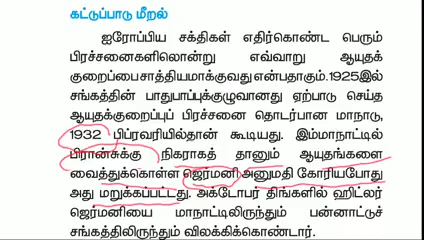 கட்டுப்பாடு மீறல்
ஐரோப்பிய சக்திகள் எதிர்கொண்ட பெரும்
பிரச்சனைகளிலொன்று எவ்வாறு ஆயுதக்
குறைப்பை சாத்தியமாக்குவது என்பதாகும். 1925இல்
சங்கத்தின் பாதுபாப்புக்குழுவானது ஏற்பாடு செய்த
ஆயுதக்குறைப்புப் பிரச்சனை தொடர்பான மாநாடு,
1932 பிப்ரவரியில்தான் கூடியது. இம்மாநாட்டில்
பிரான்சுக்கு நிகராகத் தானும் ஆயுதங்களை
வைத்துக்கொள்ள ஜெர்மனி அனுமதி கோரியபோது
அது மறுக்கப்பட்டது. அக்டோபர் திங்களில் ஹிட்லர்
ஜெர்மனியை மாநாட்டிலிருந்தும் பன்னாட்டுச்
சங்கத்திலிருந்தும் விலக்கிக்கொண்டார்.